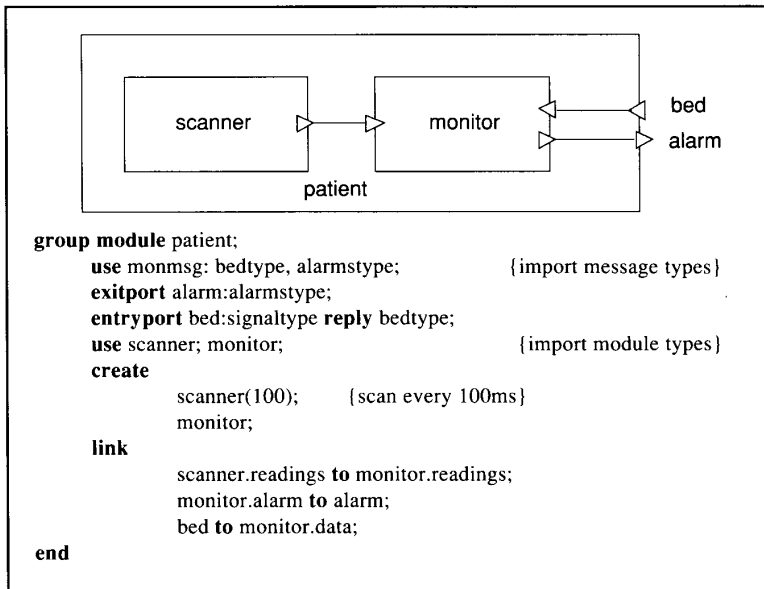 scanner
monitor
bed
alarm
patient
group module patient;
use monmsg: bedtype, alarmstype; {import message types}
exitport alarm:alarmstype;
entryport bed:signaltype reply bedtype;
use scanner; monitor; {import module types}
create
scanner(100); {scan every 100ms}
monitor;
link
scanner.readings to monitor.readings;
monitor.alarm to alarm;
bed to monitor.data;
end